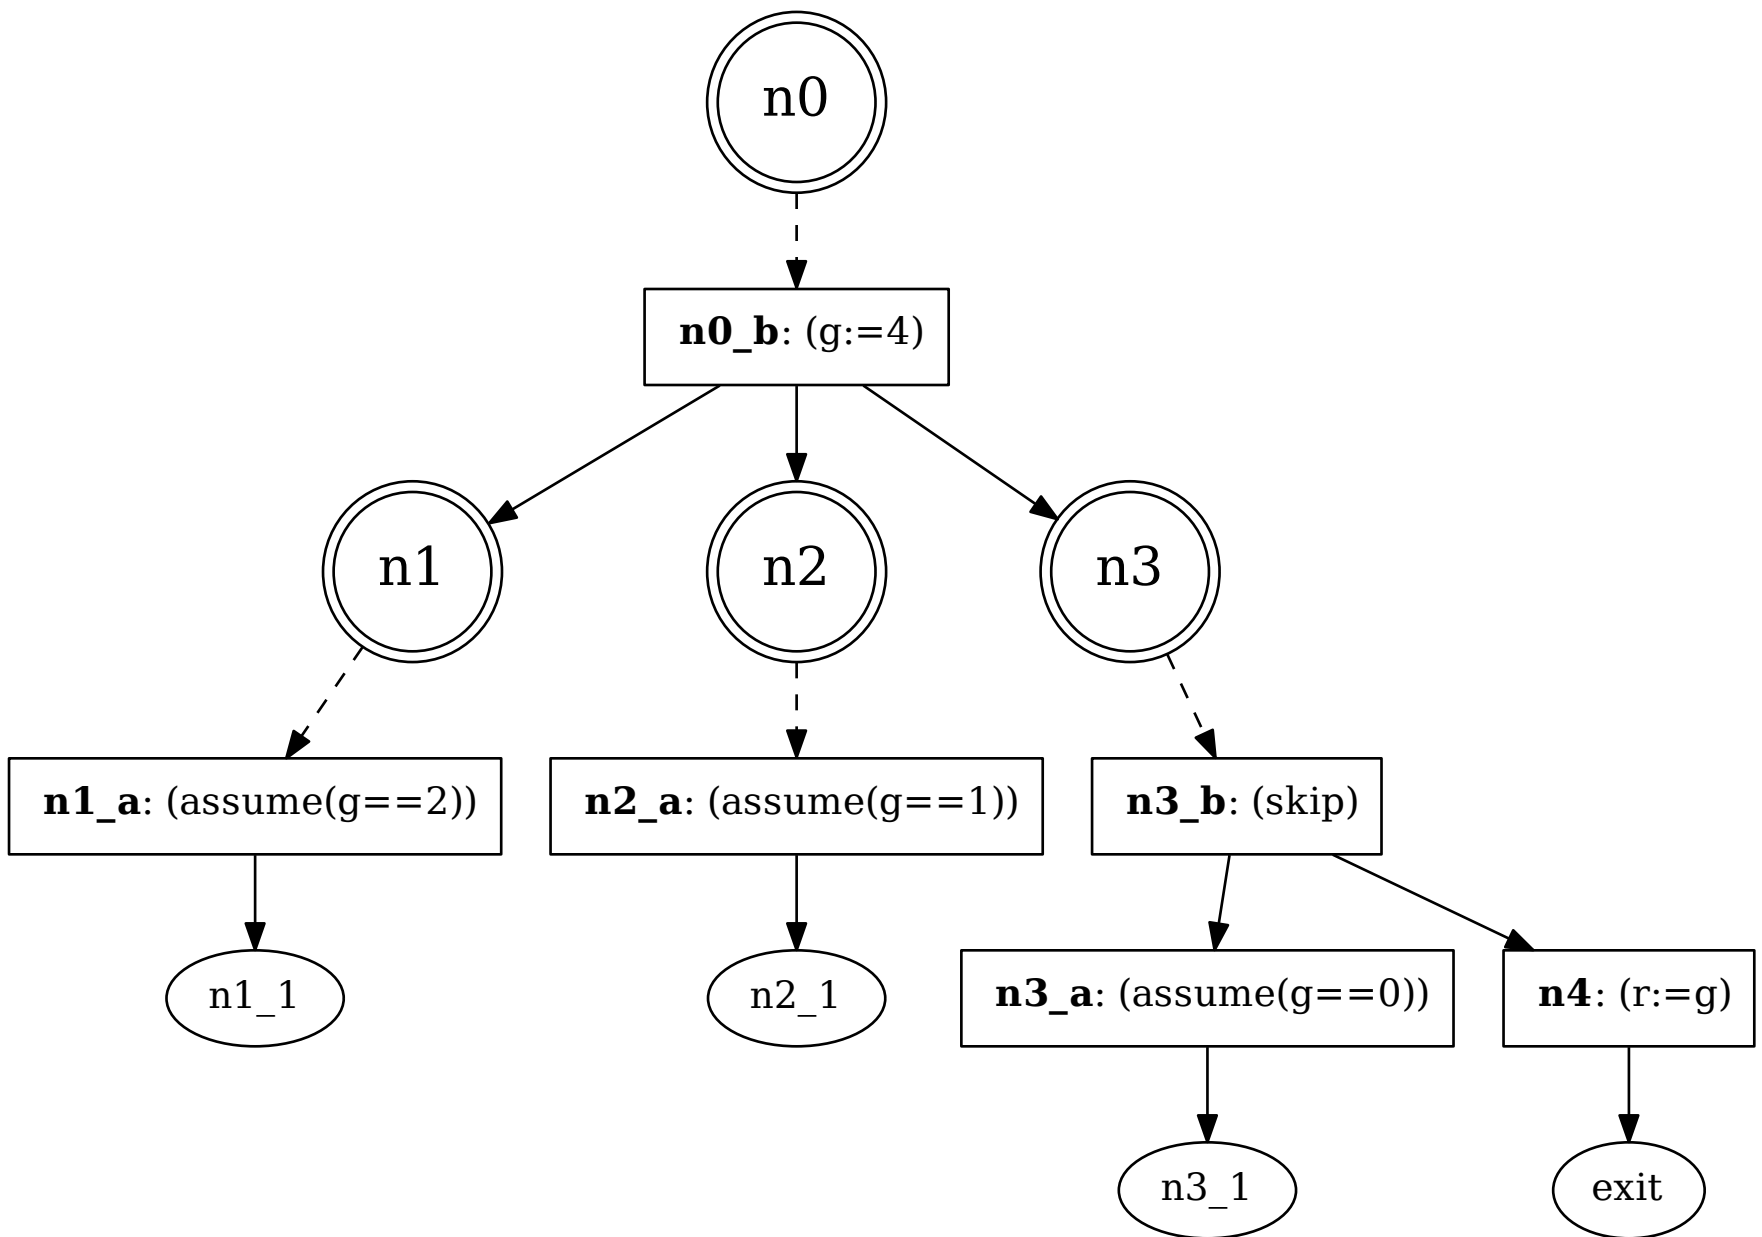 n0
n0_b: (g:=4)
n1
n2
n3
n1_a: (assume(g==2))
n2_a: (assume(g==1))
n3_b: (skip)
n1_1
n2_1
n3_a: (assume(g==0))
n4: (r:=g)
n3_1
exit